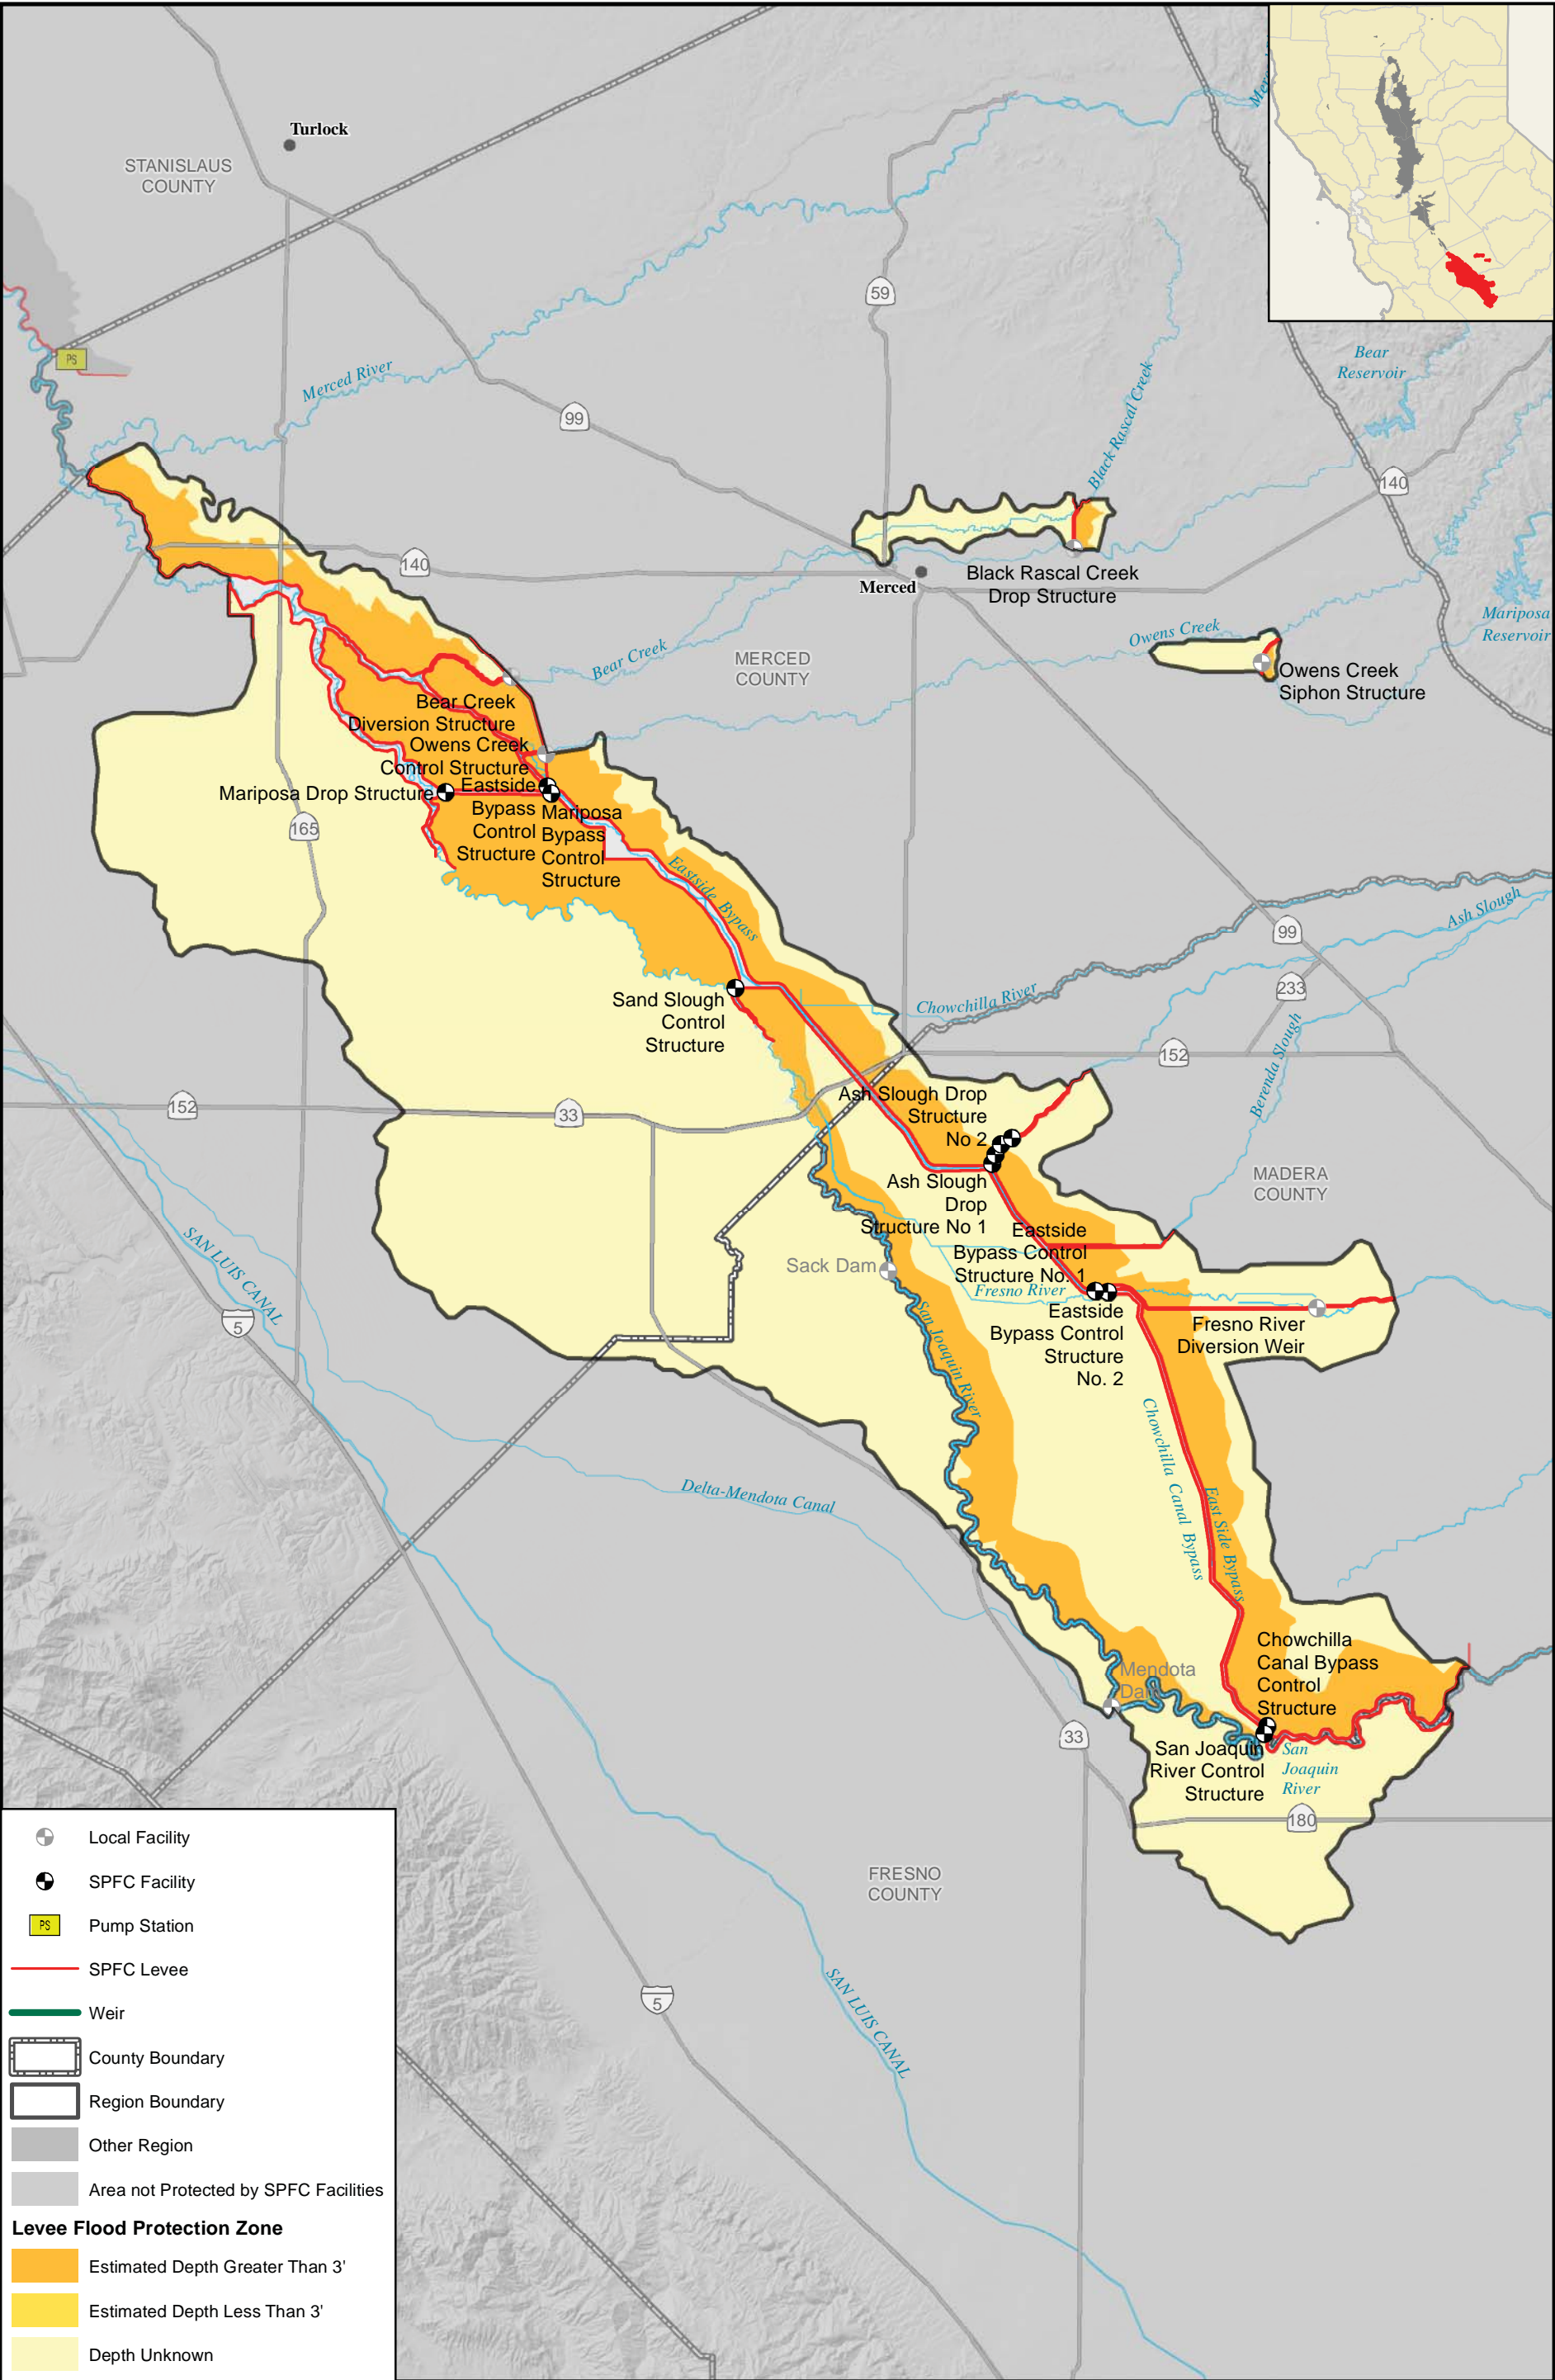 Turlock
STANISLAUS
COUNTY
59
PS
Merced River
99
Black Rascal Creek
Bear
Reservoir
140
140
Merced
Black Rascal Creek
Drop Structure
Mariposa
Reservoir
Owens Creek
Bear Creek
MERCED
COUNTY
Owens Creek
Siphon Structure
Bear Creek
Diversion Structure
Owens Creek
Control Structure
Mariposa Drop Structure
Eastside
Bypass
Control
Structure
Mariposa
Bypass
Control
Structure
165
Eastside Bypass
Ash Slough
99
233
Sand Slough
Control
Structure
Chowchilla River
152
Berenda Slough
152
33
Ash Slough Drop
Structure
No 2
MADERA
COUNTY
Ash Slough
Drop
Structure No 1
Eastside
Bypass Control
Structure No. 1
SAN LUIS CANAL
Sack Dam
Fresno River
5
Eastside
Bypass Control
Structure
No. 2
Fresno River
Diversion Weir
San Joaquin River
Chowchilla Canal Bypass
East Side Bypass
Delta-Mendota Canal
Chowchilla
Canal Bypass
Control
Structure
Mendota
Dam
33
San Joaquin
River Control
Structure
San
Joaquin
River
180
FRESNO
COUNTY
5
SAN LUIS CANAL
Local Facility
SPFC Facility
PS
Pump Station
SPFC Levee
Weir
County Boundary
Region Boundary
Other Region
Area not Protected by SPFC Facilities
Levee Flood Protection Zone
Estimated Depth Greater Than 3'
Estimated Depth Less Than 3'
Depth Unknown